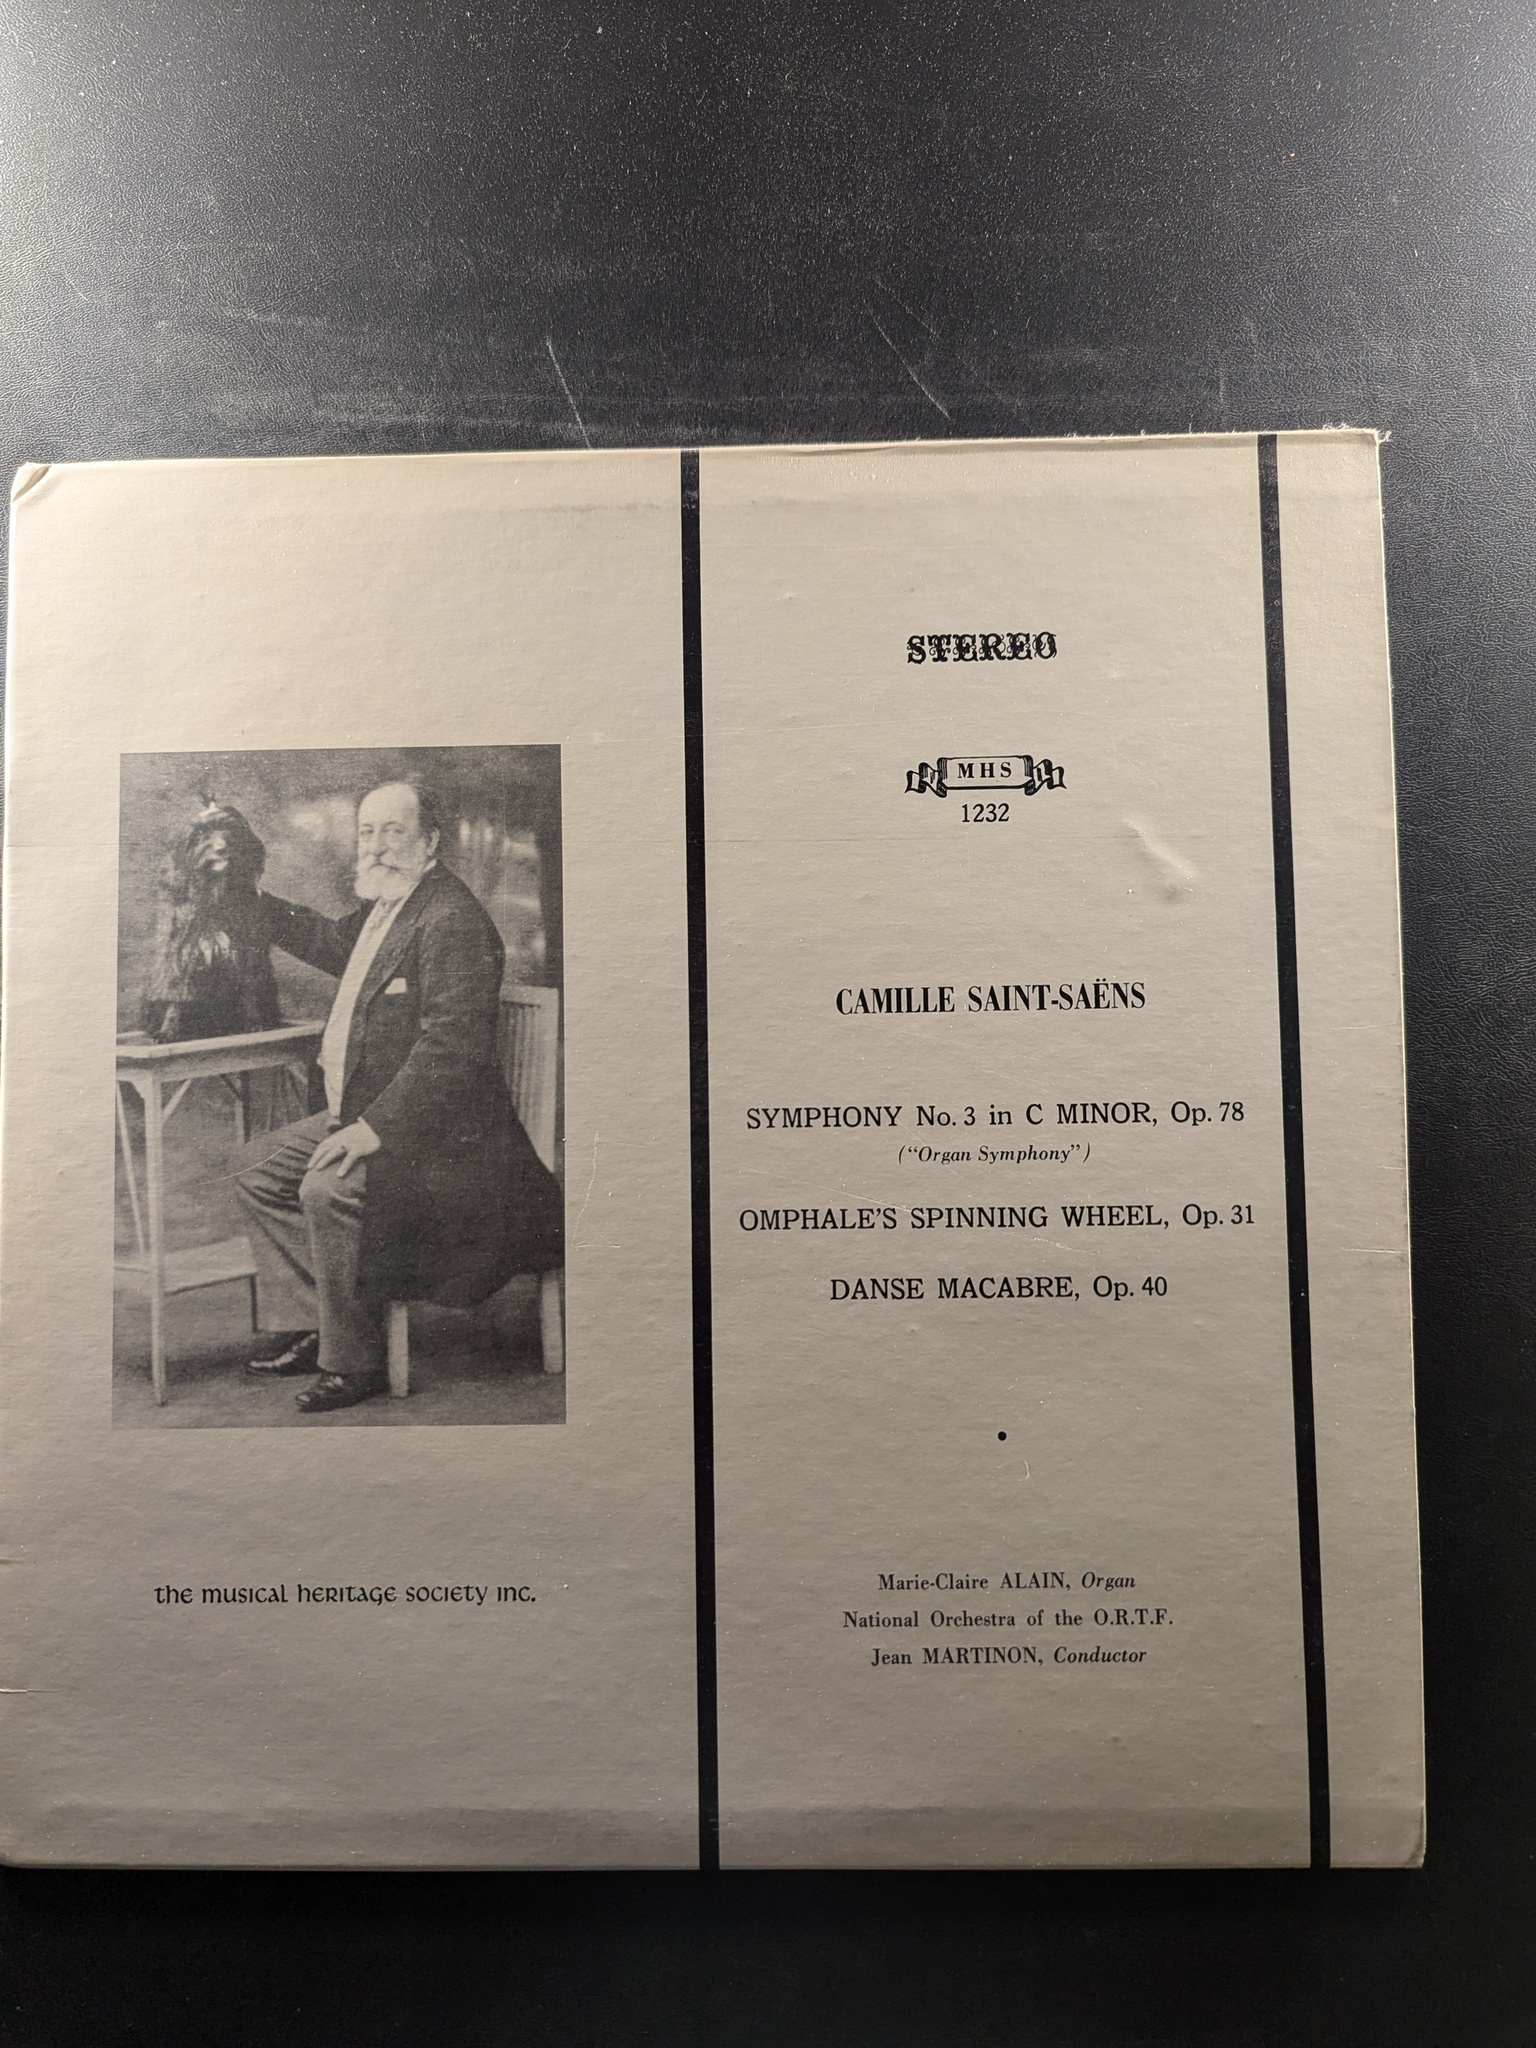 STEREO
MHS
1232
CAMILLE SAINT-SAËNS
SYMPHONY No. 3 in C MINOR, Op. 78
("Organ Symphony")
OMPHALE'S SPINNING WHEEL, Op. 31
DANSE MACABRE, Op. 40
Marie-Claire ALAIN, Organ
National Orchestra of the O.R.T.F.
Jean MARTINON, Conductor
the musical heritage society inc.